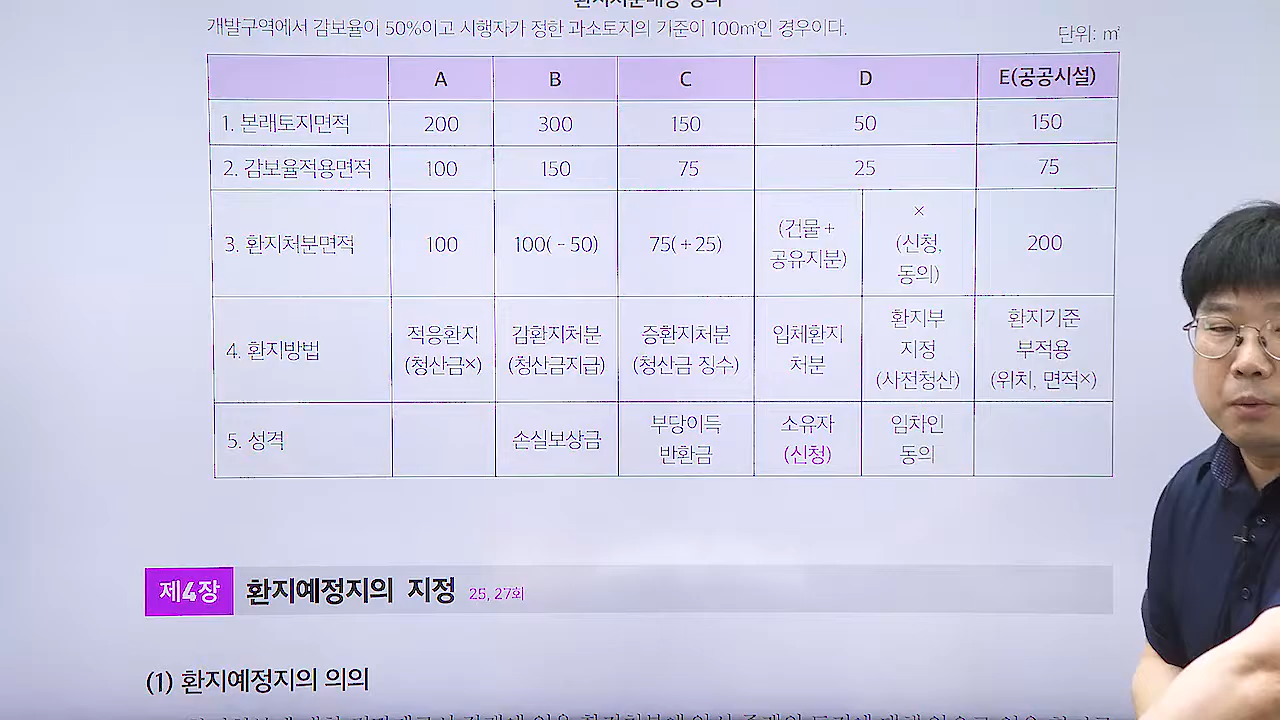 개발구역에서 감보율이 50%이고 시행자가 정한 과소토지의 기준이 100㎡인 경우이다.
단위: ㎡
A B C D E(공공시설)
1. 본래토지면적 200 300 150 50 150
2. 감보율적용면적 100 150 75 25 75
3. 환지처분면적 100 100(-50) 75(+25) (건물+ 공유지분) × (신청, 동의) 200
4. 환지방법 적응환지 (청산금×) 감환지처분 (청산금지급) 증환지처분 (청산금 징수) 입체환지 처분 환지부 지정 (사전청산) 환지기준 부적용 (위치, 면적×)
5. 성격 손실보상금 부당이득 반환금 소유자 (신청) 임차인 동의
제4장 환지예정지의 지정 25, 27회
(1) 환지예정지의 의의